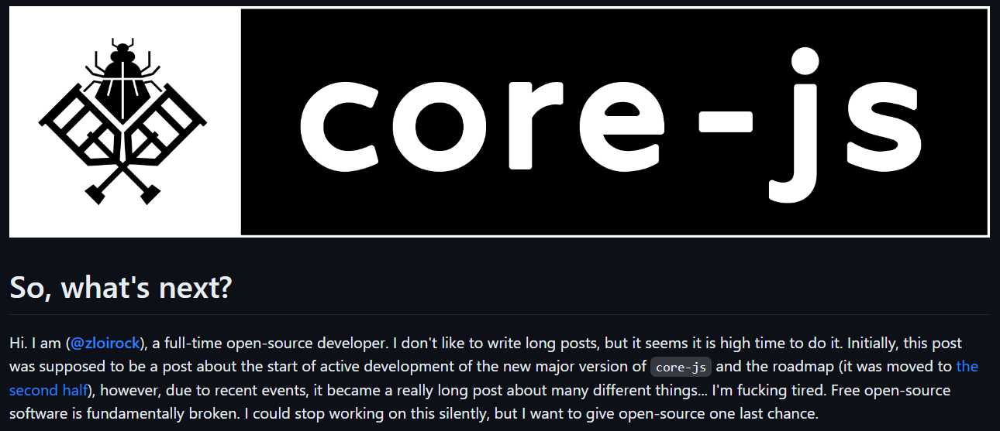 core-js
So, what's next?
Hi. I am (@zloirock), a full-time open-source developer. I don't like to write long posts, but it seems it is high time to do it. Initially, this post
was supposed to be a post about the start of active development of the new major version of core-js and the roadmap (it was moved to the
second half), however, due to recent events, it became a really long post about many different things... I'm fucking tired. Free open-source
software is fundamentally broken. I could stop working on this silently, but I want to give open-source one last chance.